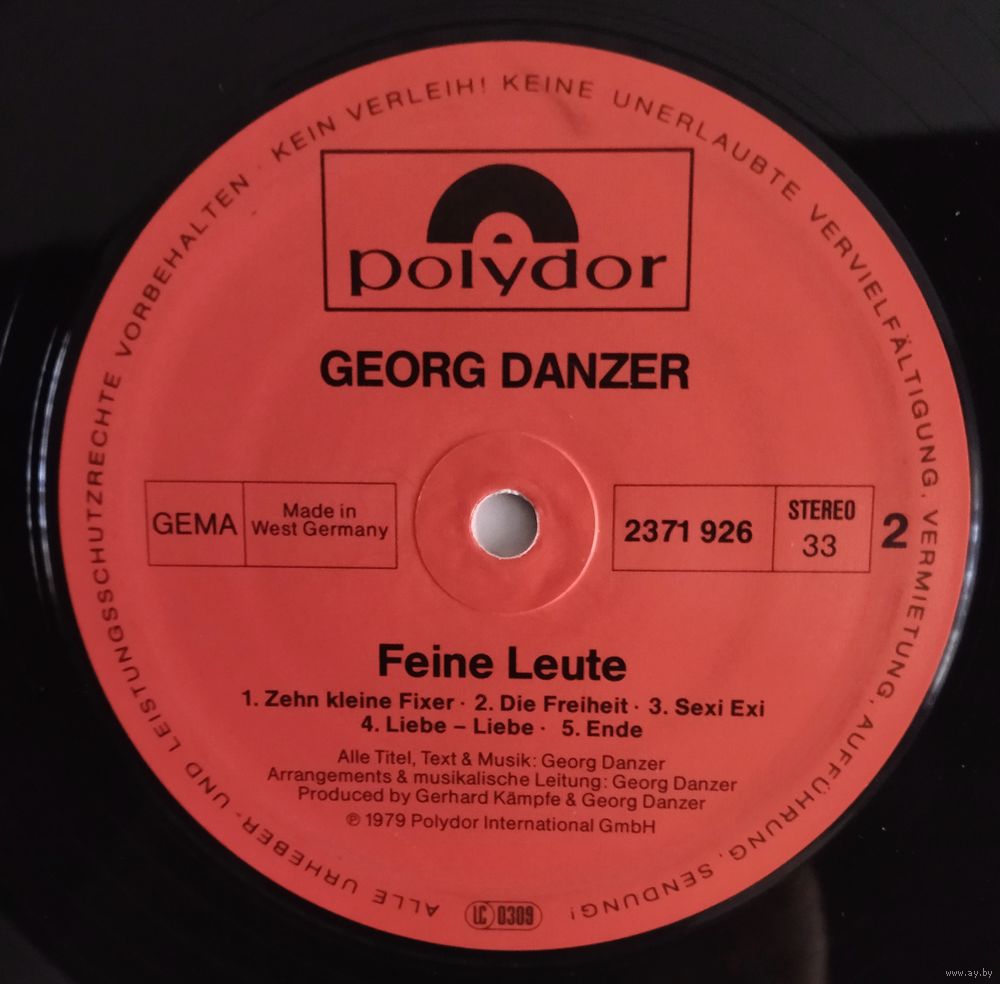 ALLE URHEBER- UND LEISTUNGSSCHUTZRECHTE VORBEHALTEN · KEIN VERLEIH! KEINE UNERLAUBTE VERVIELFÄLTIGUNG, VERMIETUNG, AUFFÜHRUNG, SENDUNG!
polydor
GEORG DANZER
GEMA
Made in
West Germany
2371 926
STEREO
33
2
Feine Leute
1. Zehn kleine Fixer · 2. Die Freiheit · 3. Sexi Exi
4. Liebe – Liebe · 5. Ende
Alle Titel, Text & Musik: Georg Danzer
Arrangements & musikalische Leitung: Georg Danzer
Produced by Gerhard Kämpfe & Georg Danzer
℗ 1979 Polydor International GmbH
LC 0309
www.ay.by